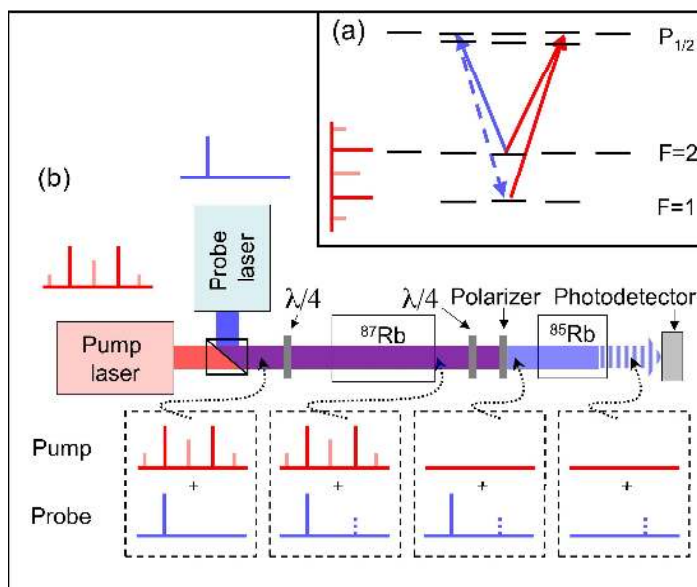 (a)
P1/2
F=2
F=1
(b)
Probe laser
λ/4
87Rb
λ/4
Polarizer
85Rb
Photodetector
Pump laser
Pump
+ + + +
Probe